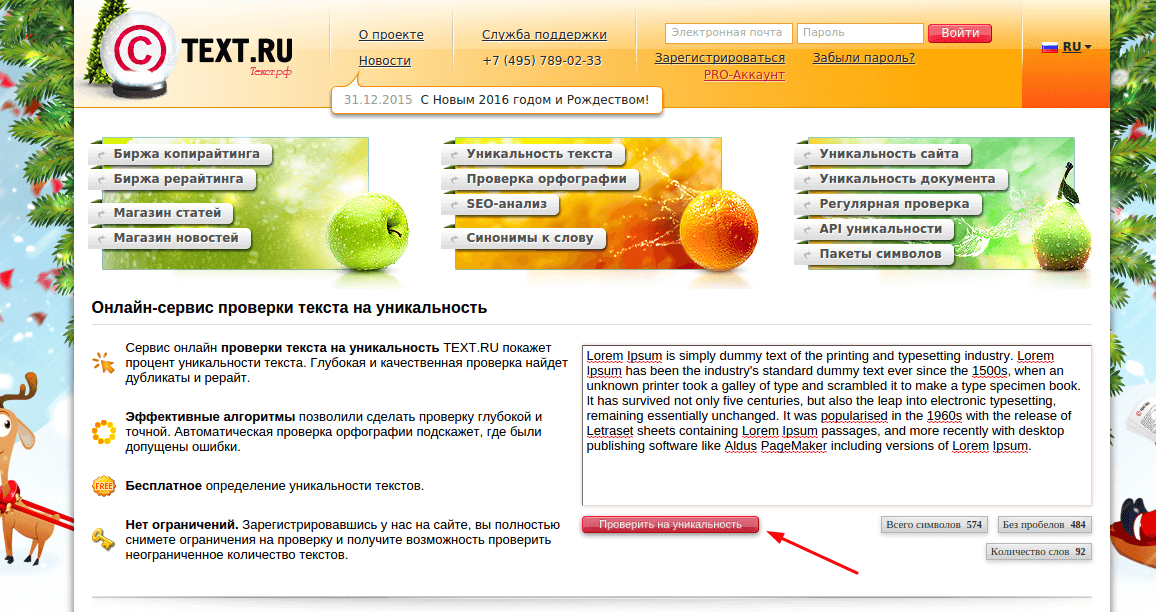 TEXT.RU
Текст.рф
О проекте
Новости
Служба поддержки
+7 (495) 789-02-33
Электронная почта
Пароль
Войти
Зарегистрироваться
Забыли пароль?
PRO-Аккаунт
RU
31.12.2015 С Новым 2016 годом и Рождеством!
Биржа копирайтинга
Биржа рерайтинга
Магазин статей
Магазин новостей
Уникальность текста
Проверка орфографии
SEO-анализ
Синонимы к слову
Уникальность сайта
Уникальность документа
Регулярная проверка
API уникальности
Пакеты символов
Онлайн-сервис проверки текста на уникальность
Сервис онлайн проверки текста на уникальность TEXT.RU покажет
процент уникальности текста. Глубокая и качественная проверка найдет
дубликаты и рерайт.
Эффективные алгоритмы позволили сделать проверку глубокой и
точной. Автоматическая проверка орфографии подскажет, где были
допущены ошибки.
FREE
Бесплатное определение уникальности текстов.
Нет ограничений. Зарегистрировавшись у нас на сайте, вы полностью
снимете ограничения на проверку и получите возможность проверить
неограниченное количество текстов.
Lorem Ipsum is simply dummy text of the printing and typesetting industry. Lorem
Ipsum has been the industry's standard dummy text ever since the 1500s, when an
unknown printer took a galley of type and scrambled it to make a type specimen book.
It has survived not only five centuries, but also the leap into electronic typesetting,
remaining essentially unchanged. It was popularised in the 1960s with the release of
Letraset sheets containing Lorem Ipsum passages, and more recently with desktop
publishing software like Aldus PageMaker including versions of Lorem Ipsum.
Проверить на уникальность
Всего символов 574
Без пробелов 484
Количество слов 92